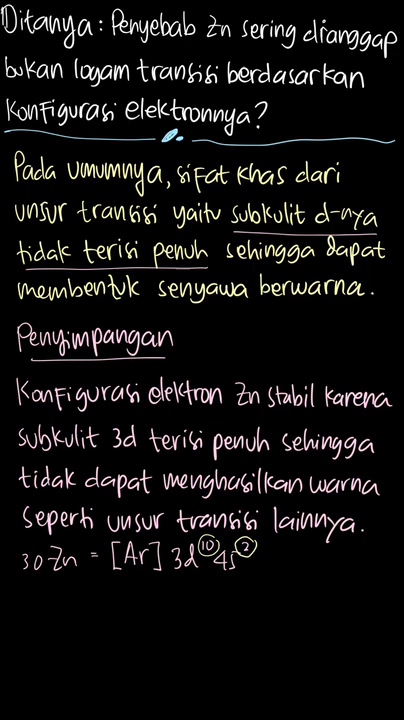 Ditanya: Penyebab Zn sering dianggap
bukan logam transisi berdasarkan
Konfigurasi elektronnya?
Pada umumnya, sifat khas dari
unsur transisi yaitu subkulit d-nya
tidak terisi penuh sehingga dapat
membentuk senyawa berwarna.
Penyimpangan
Konfigurasi elektron Zn stabil karena
subkulit 3d terisi penuh sehingga
tidak dapat menghasilkan warna
seperti unsur transisi lainnya.
30Zn = [Ar] 3d¹⁰ 4s²